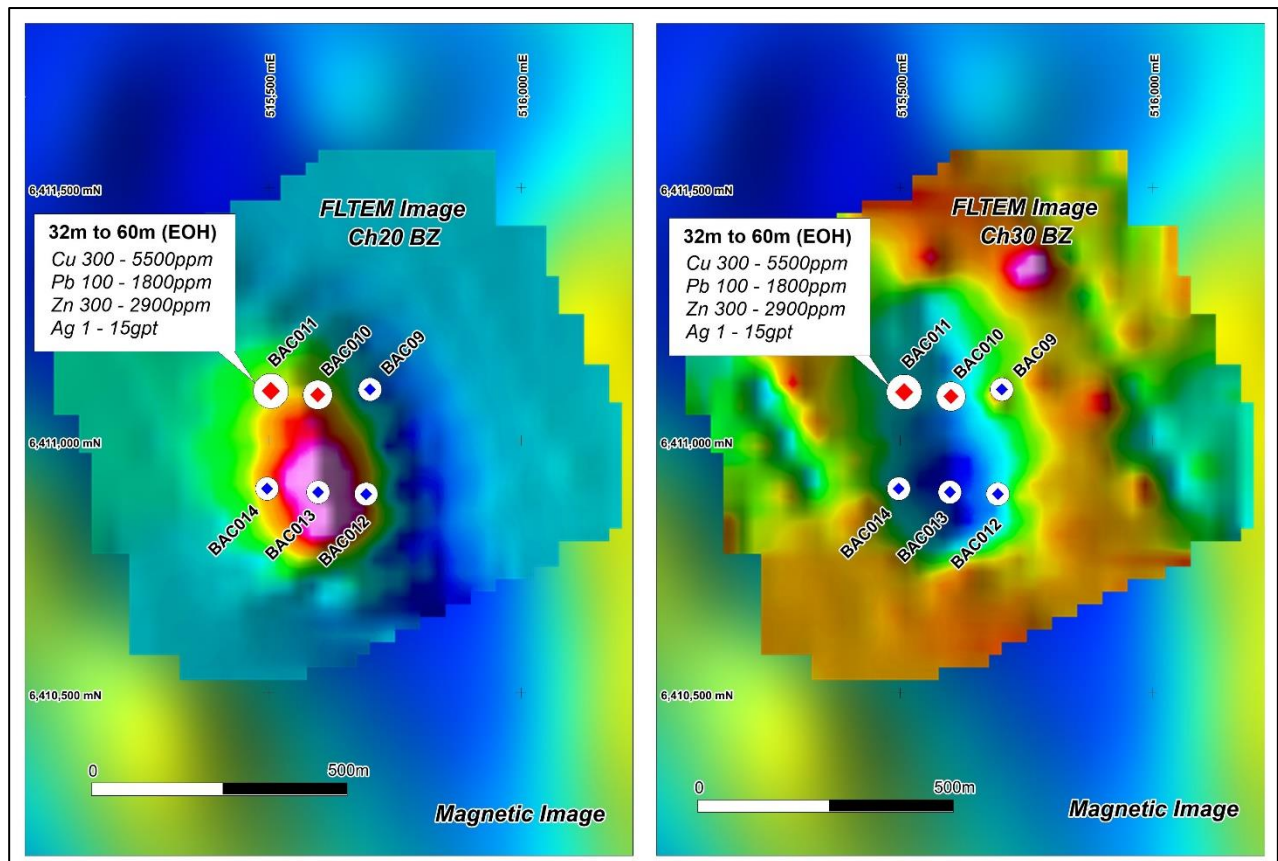 515,500 mE
516,000 mE
6,411,500 mN
FLTEM Image
Ch20 BZ
32m to 60m (EOH)
Cu 300 - 5500ppm
Pb 100 - 1800ppm
Zn 300 - 2900ppm
Ag 1 - 15gpt
BAC011
BAC010
BAC09
6,411,000 mN
BAC014
BAC013
BAC012
6,410,500 mN
0
500m
Magnetic Image
515,500 mE
516,000 mE
6,411,500 mN
FLTEM Image
Ch30 BZ
32m to 60m (EOH)
Cu 300 - 5500ppm
Pb 100 - 1800ppm
Zn 300 - 2900ppm
Ag 1 - 15gpt
BAC011
BAC010
BAC09
6,411,000 mN
BAC014
BAC013
BAC012
6,410,500 mN
0
500m
Magnetic Image